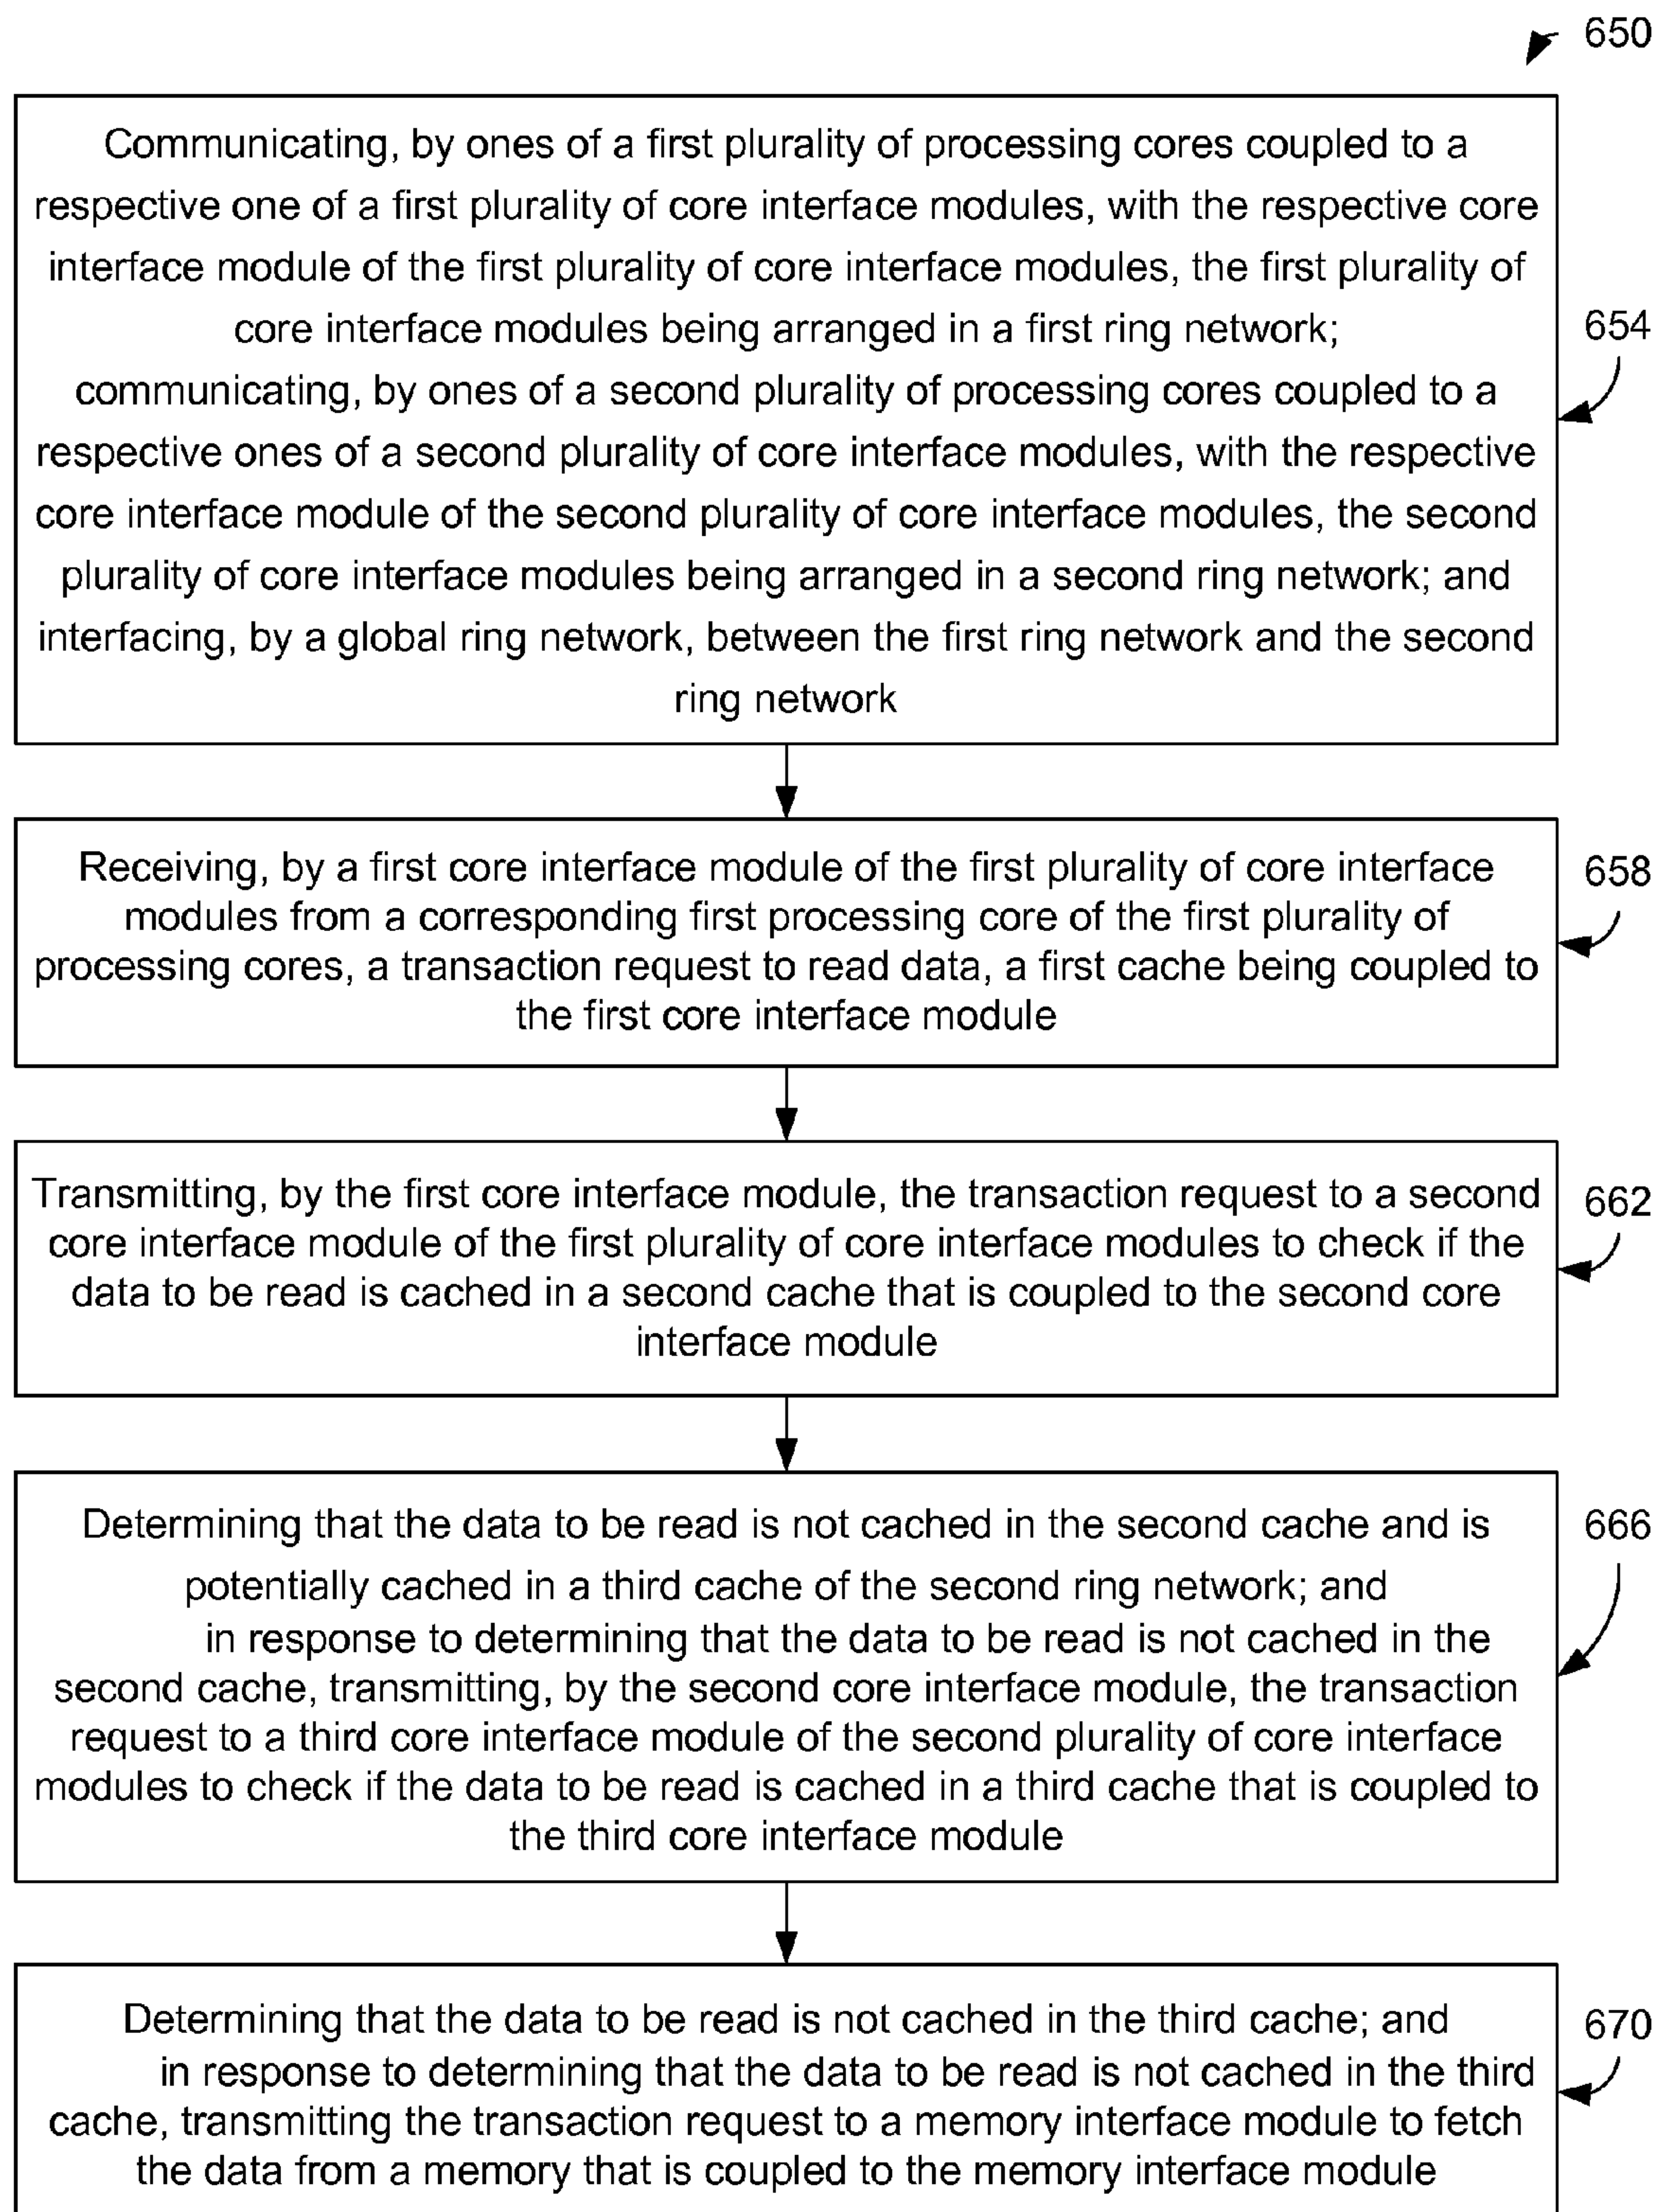 650
Communicating, by ones of a first plurality of processing cores coupled to a
respective one of a first plurality of core interface modules, with the respective core
interface module of the first plurality of core interface modules, the first plurality of
core interface modules being arranged in a first ring network;
communicating, by ones of a second plurality of processing cores coupled to a
respective ones of a second plurality of core interface modules, with the respective
core interface module of the second plurality of core interface modules, the second
plurality of core interface modules being arranged in a second ring network; and
interfacing, by a global ring network, between the first ring network and the second
ring network
654
Receiving, by a first core interface module of the first plurality of core interface
modules from a corresponding first processing core of the first plurality of
processing cores, a transaction request to read data, a first cache being coupled to
the first core interface module
658
Transmitting, by the first core interface module, the transaction request to a second
core interface module of the first plurality of core interface modules to check if the
data to be read is cached in a second cache that is coupled to the second core
interface module
662
Determining that the data to be read is not cached in the second cache and is
potentially cached in a third cache of the second ring network; and
in response to determining that the data to be read is not cached in the
second cache, transmitting, by the second core interface module, the transaction
request to a third core interface module of the second plurality of core interface
modules to check if the data to be read is cached in a third cache that is coupled to
the third core interface module
666
Determining that the data to be read is not cached in the third cache; and
in response to determining that the data to be read is not cached in the third
cache, transmitting the transaction request to a memory interface module to fetch
the data from a memory that is coupled to the memory interface module
670